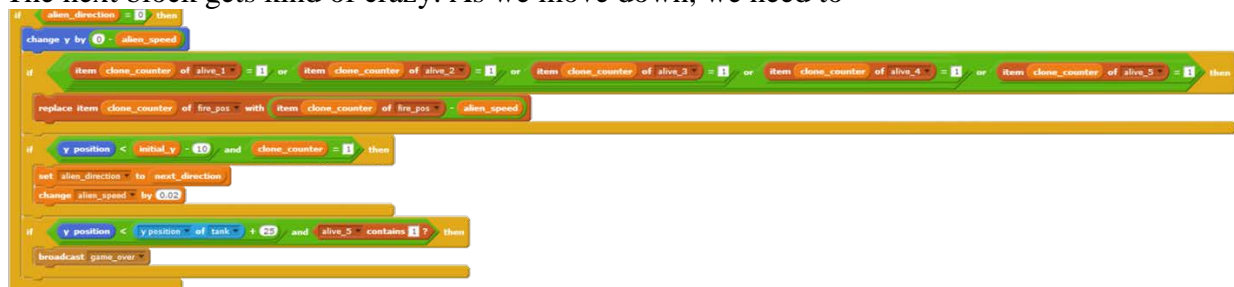 The next block gets kind of crazy. As we move down, we need to
if alien_direction = 0 then
change y by 0 - alien_speed
if item clone_counter of alive_1 = 1 or item clone_counter of alive_2 = 1 or item clone_counter of alive_3 = 1 or item clone_counter of alive_4 = 1 or item clone_counter of alive_5 = 1 then
replace item clone_counter of fire_pos with item clone_counter of fire_pos - alien_speed
if y position < initial_y - 10 and clone_counter = 1 then
set alien_direction to next_direction
change alien_speed by 0.02
if y position < y position of tank + 25 and alive_5 contains 1 ? then
broadcast game_over